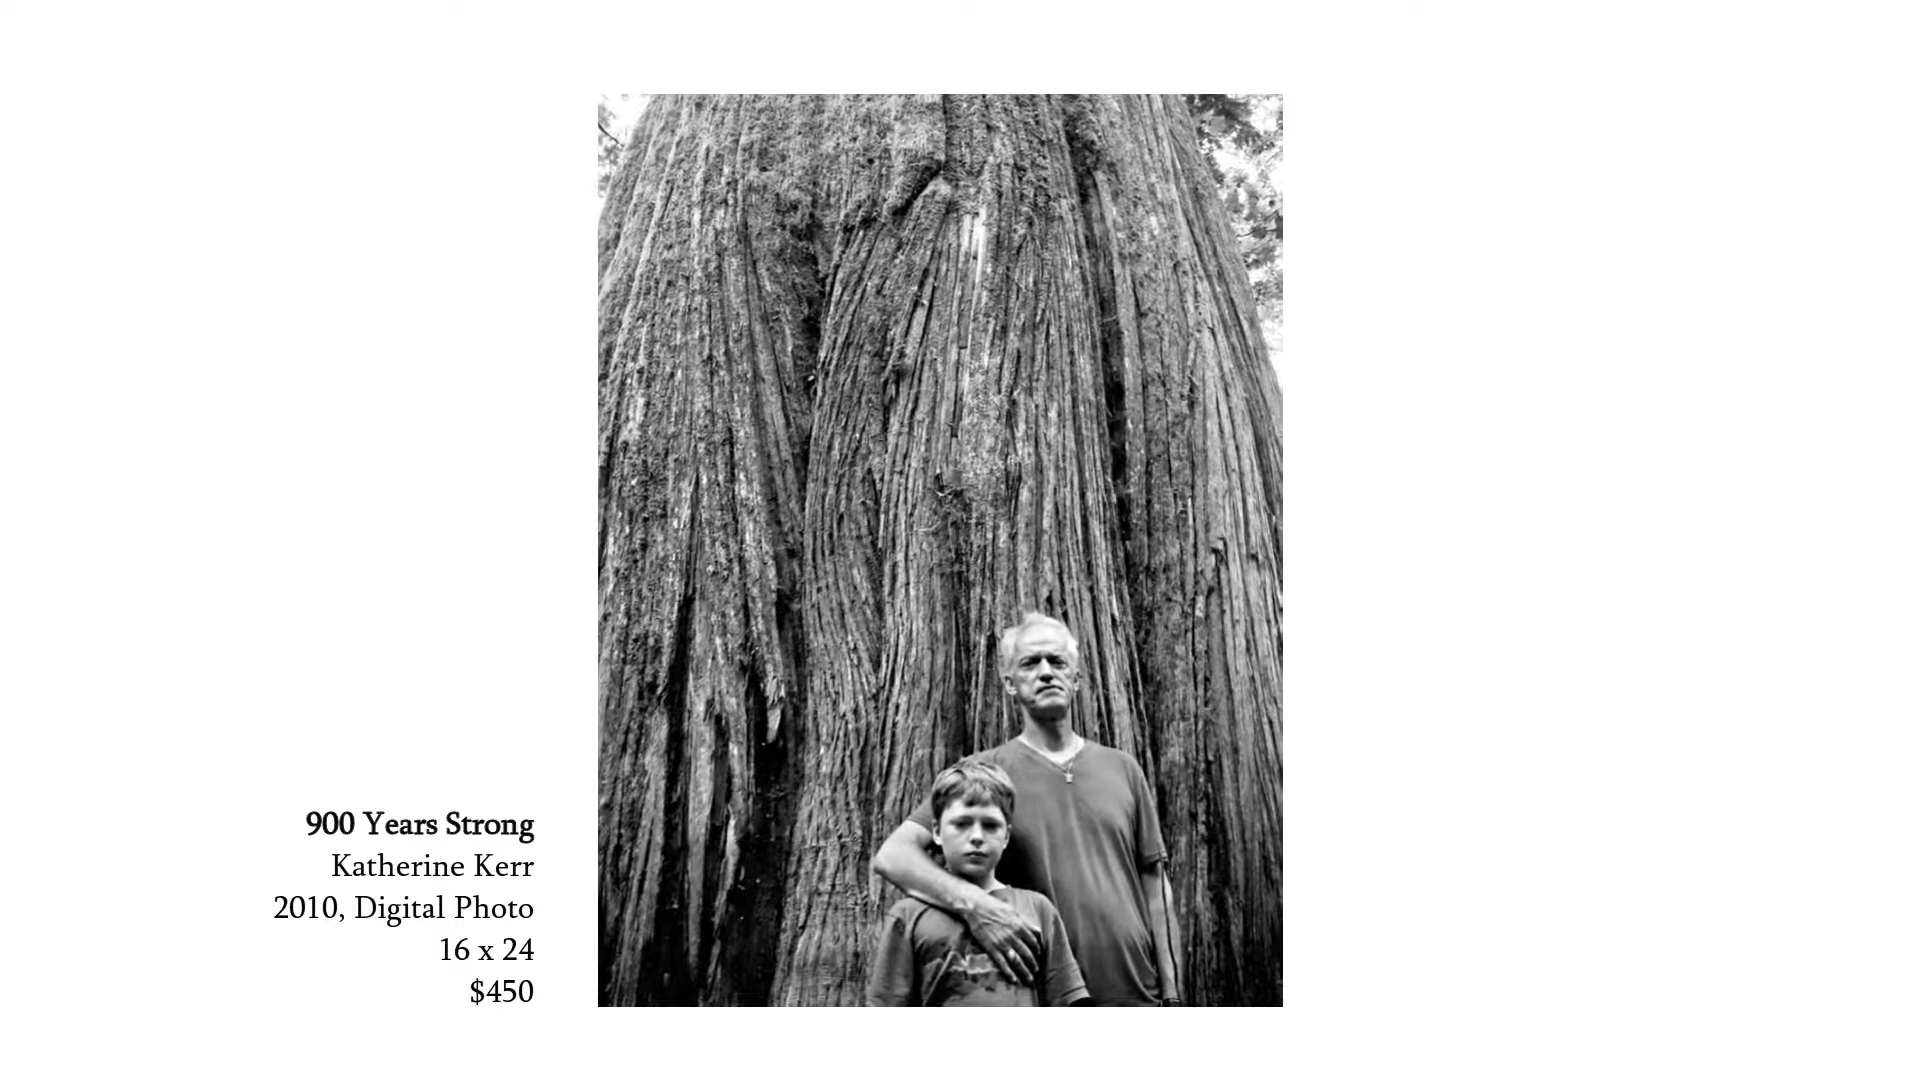 900 Years Strong
Katherine Kerr
2010, Digital Photo
16 x 24
$450